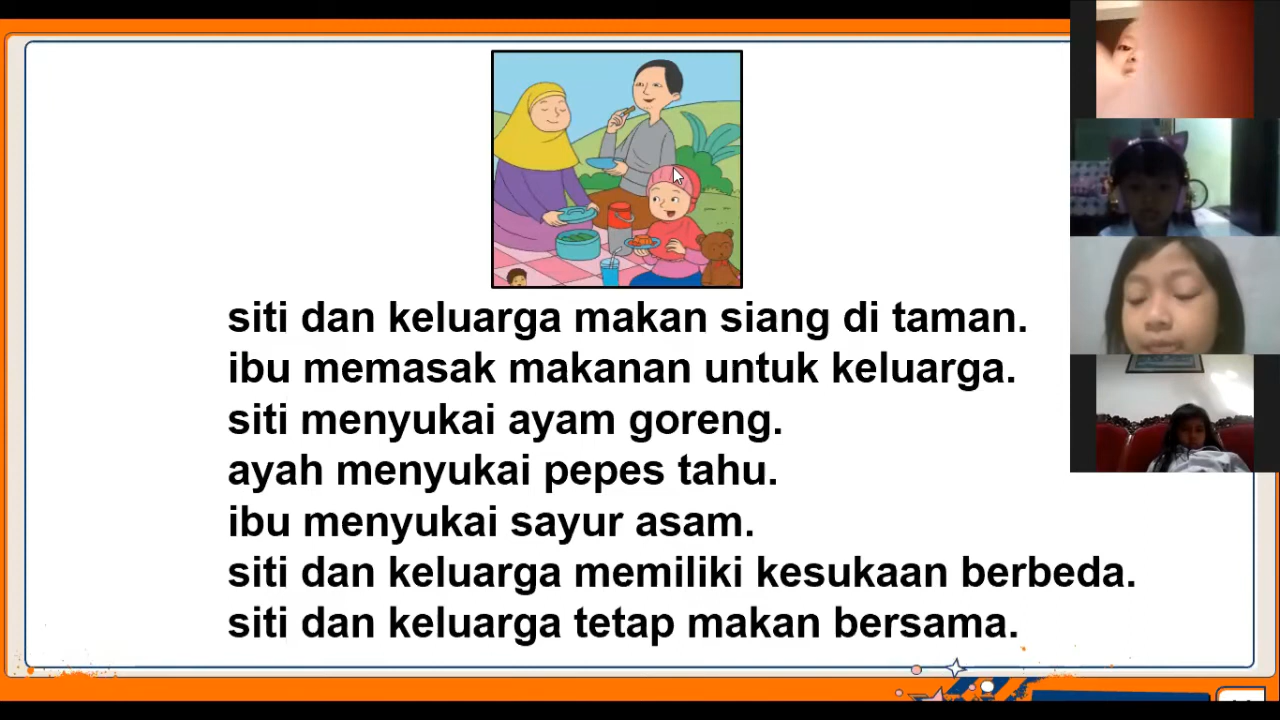 siti dan keluarga makan siang di taman.
ibu memasak makanan untuk keluarga.
siti menyukai ayam goreng.
ayah menyukai pepes tahu.
ibu menyukai sayur asam.
siti dan keluarga memiliki kesukaan berbeda.
siti dan keluarga tetap makan bersama.